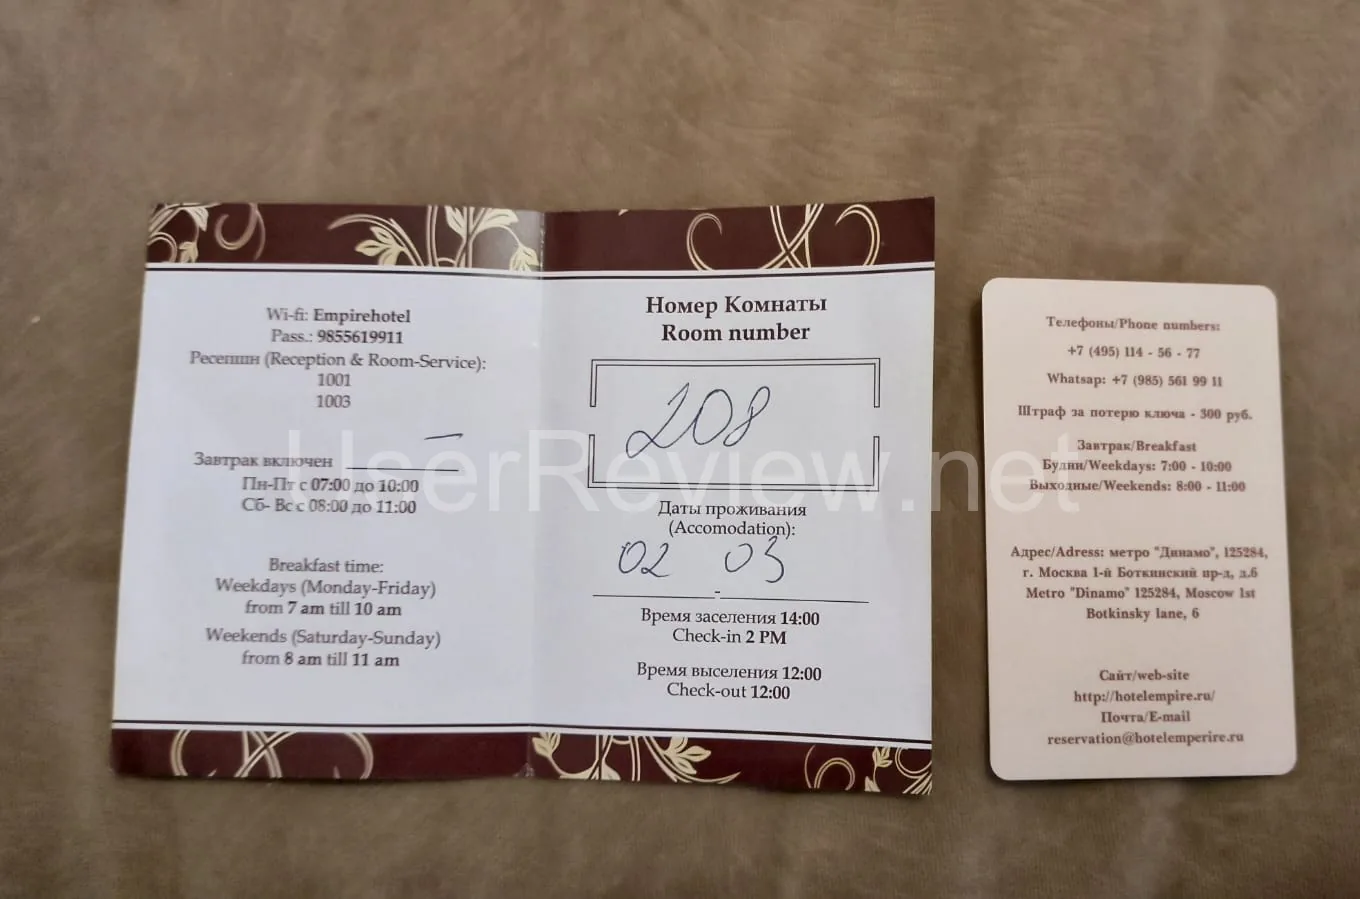 Wi-fi: Empirehotel
Pass.: 9855619911
Ресепшн (Reception & Room-Service):
1001
1003
—
Завтрак включен ___________
Пн-Пт с 07:00 до 10:00
Сб- Вс с 08:00 до 11:00
Breakfast time:
Weekdays (Monday-Friday)
from 7 am till 10 am
Weekends (Saturday-Sunday)
from 8 am till 11 am
Номер Комнаты
Room number
208
Даты проживания
(Accomodation):
02 - 03
Время заселения 14:00
Check-in 2 PM
Время выселения 12:00
Check-out 12:00
Телефоны/Phone numbers:
+7 (495) 114 - 56 - 77
Whatsap: +7 (985) 561 99 11
Штраф за потерю ключа - 300 руб.
Завтрак/Breakfast
Будни/Weekdays: 7:00 - 10:00
Выходные/Weekends: 8:00 - 11:00
Адрес/Adress: метро "Динамо", 125284,
г. Москва 1-й Боткинский пр-д, д.6
Metro "Dinamo" 125284, Moscow 1st
Botkinsky lane, 6
Сайт/web-site
http://hotelempire.ru/
Почта/E-mail
reservation@hotelemperire.ru
UserReview.net